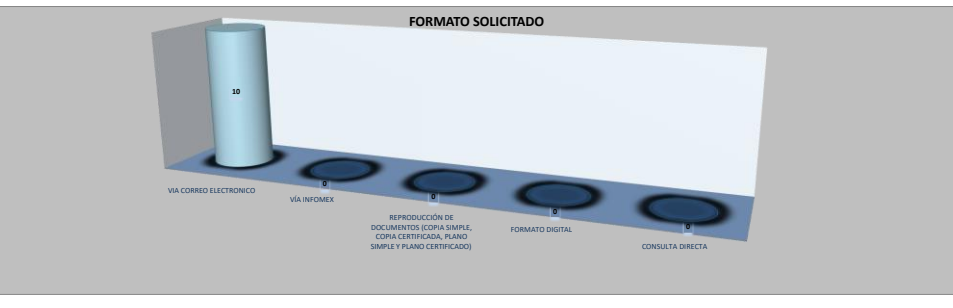 FORMATO SOLICITADO
10
0
0
0
0
VIA CORREO ELECTRONICO
VÍA INFOMEX
REPRODUCCIÓN DE
DOCUMENTOS (COPIA SIMPLE,
COPIA CERTIFICADA, PLANO
SIMPLE Y PLANO CERTIFICADO)
FORMATO DIGITAL
CONSULTA DIRECTA